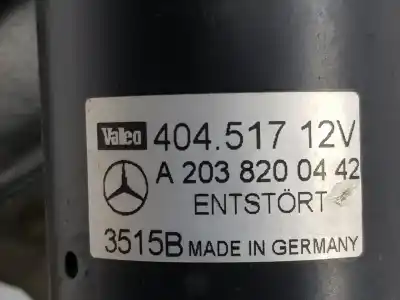 Valeo 404.517 12V
A 203 820 04 42
ENTSTÖRT
3515B MADE IN GERMANY